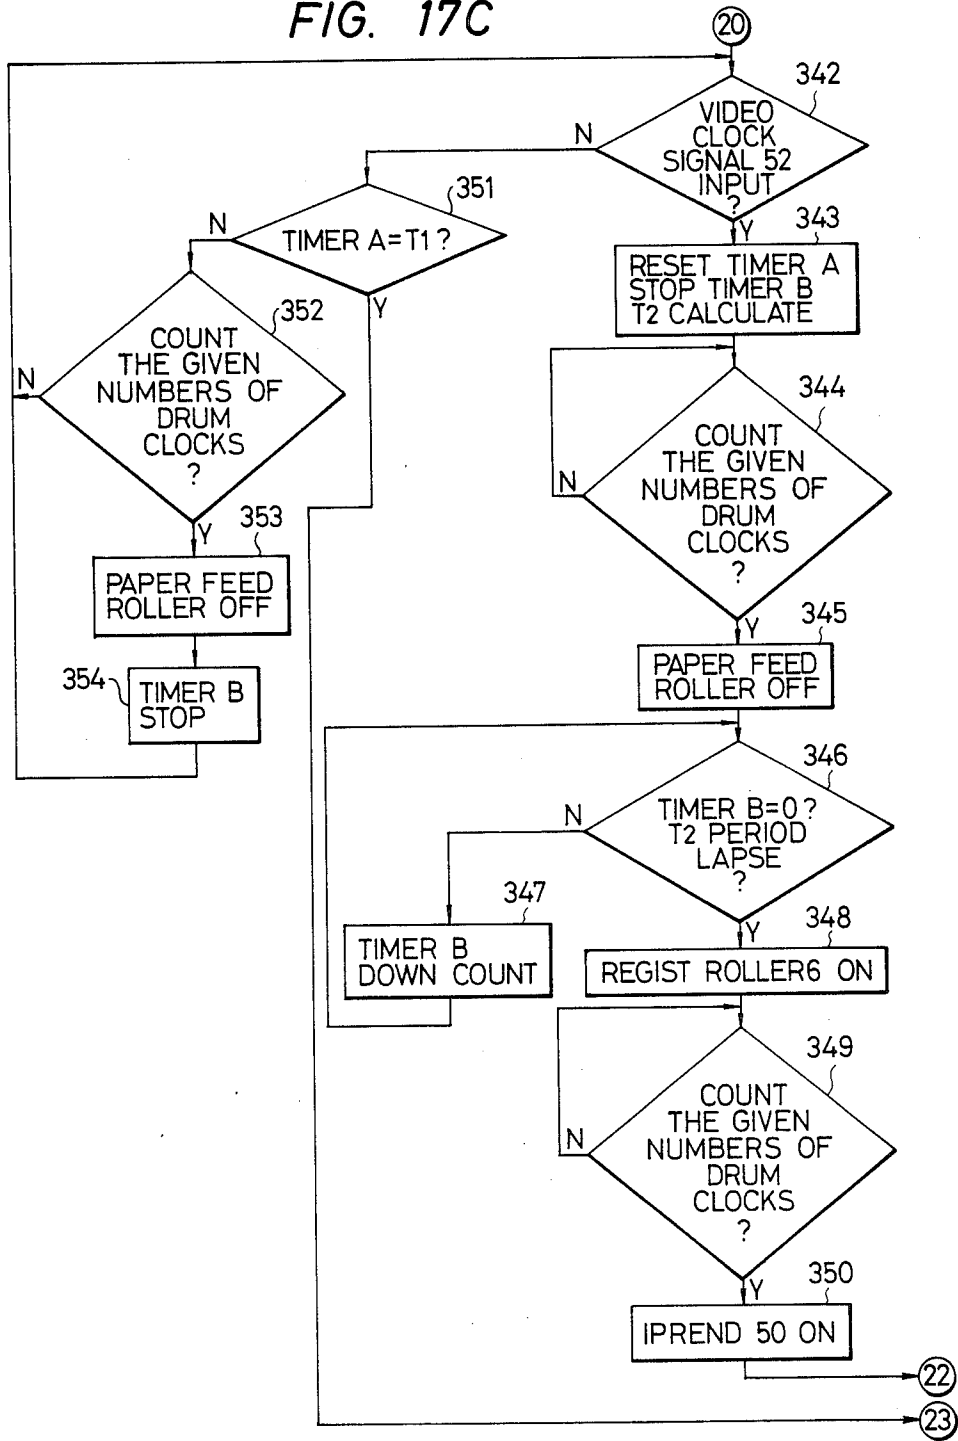 FIG. 17C
20
342
VIDEO
CLOCK
SIGNAL 52
INPUT
?
N
Y
351
TIMER A=T1?
N
Y
343
RESET TIMER A
STOP TIMER B
T2 CALCULATE
352
COUNT
THE GIVEN
NUMBERS OF
DRUM
CLOCKS
?
N
Y
344
COUNT
THE GIVEN
NUMBERS OF
DRUM
CLOCKS
?
N
Y
353
PAPER FEED
ROLLER OFF
354
TIMER B
STOP
345
PAPER FEED
ROLLER OFF
346
TIMER B=0?
T2 PERIOD
LAPSE
?
N
Y
347
TIMER B
DOWN COUNT
348
REGIST ROLLER6 ON
349
COUNT
THE GIVEN
NUMBERS OF
DRUM
CLOCKS
?
N
Y
350
IPREND 50 ON
22
23